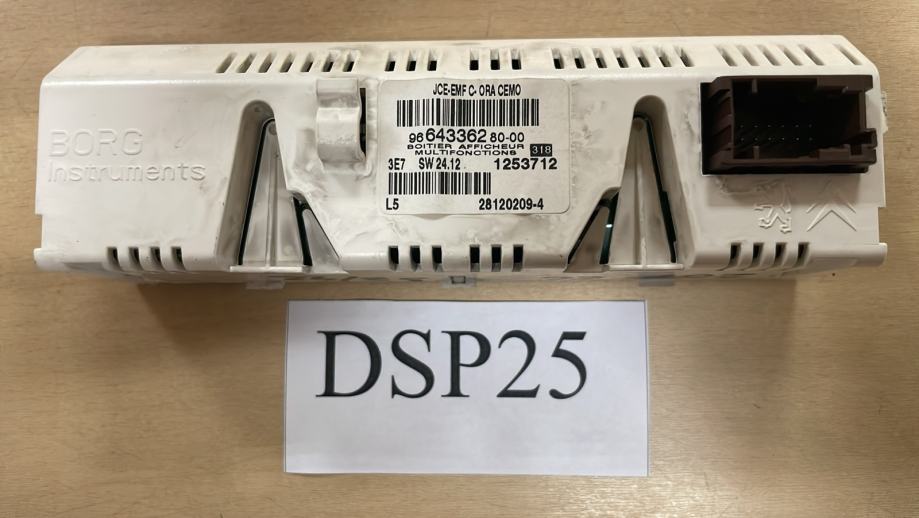 BORG
Instruments
JCE-EMF C- ORA CEMO
96 643362 80-00
BOITIER AFFICHEUR 318
MULTIFONCTIONS
3E7 SW 24.12 1253712
L5 28120209-4
DSP25